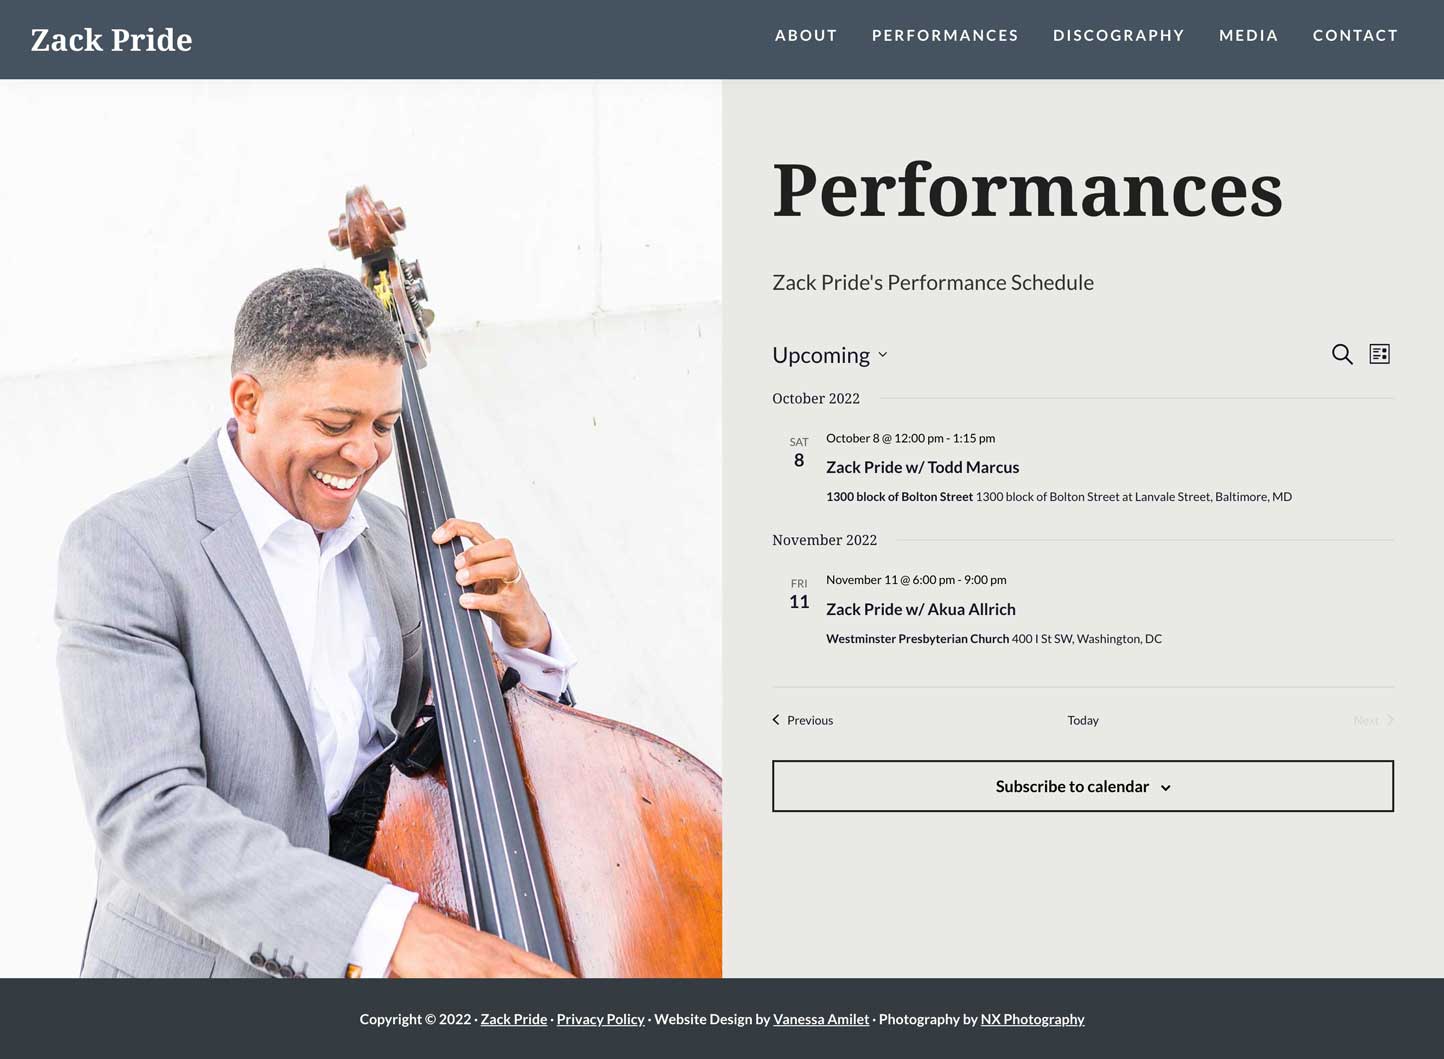 Zack Pride
ABOUT PERFORMANCES DISCOGRAPHY MEDIA CONTACT
Performances
Zack Pride's Performance Schedule
Upcoming
October 2022
SAT
8
October 8 @ 12:00 pm - 1:15 pm
Zack Pride w/ Todd Marcus
1300 block of Bolton Street 1300 block of Bolton Street at Lanvale Street, Baltimore, MD
November 2022
FRI
11
November 11 @ 6:00 pm - 9:00 pm
Zack Pride w/ Akua Allrich
Westminster Presbyterian Church 400 I St SW, Washington, DC
Previous Today Next
Subscribe to calendar
Copyright © 2022 · Zack Pride · Privacy Policy · Website Design by Vanessa Amilet · Photography by NX Photography